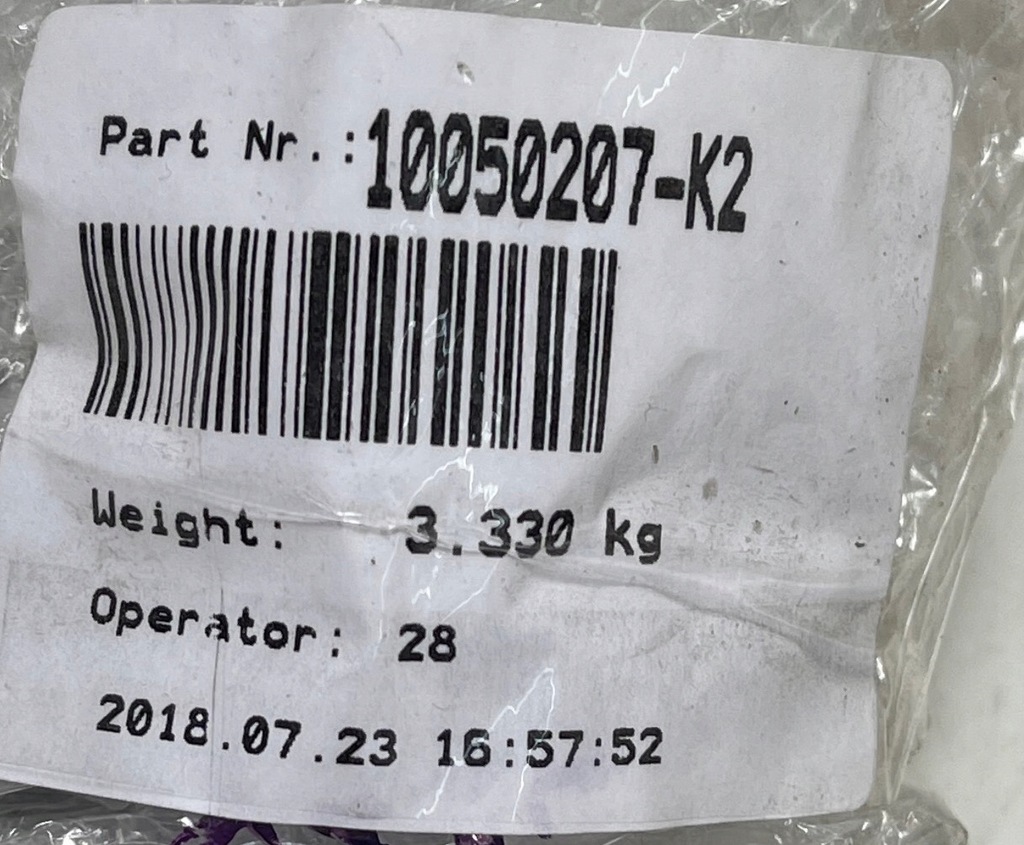 Part Nr.:10050207-K2
Weight: 3.330 kg
Operator: 28
2018.07.23 16:57:52